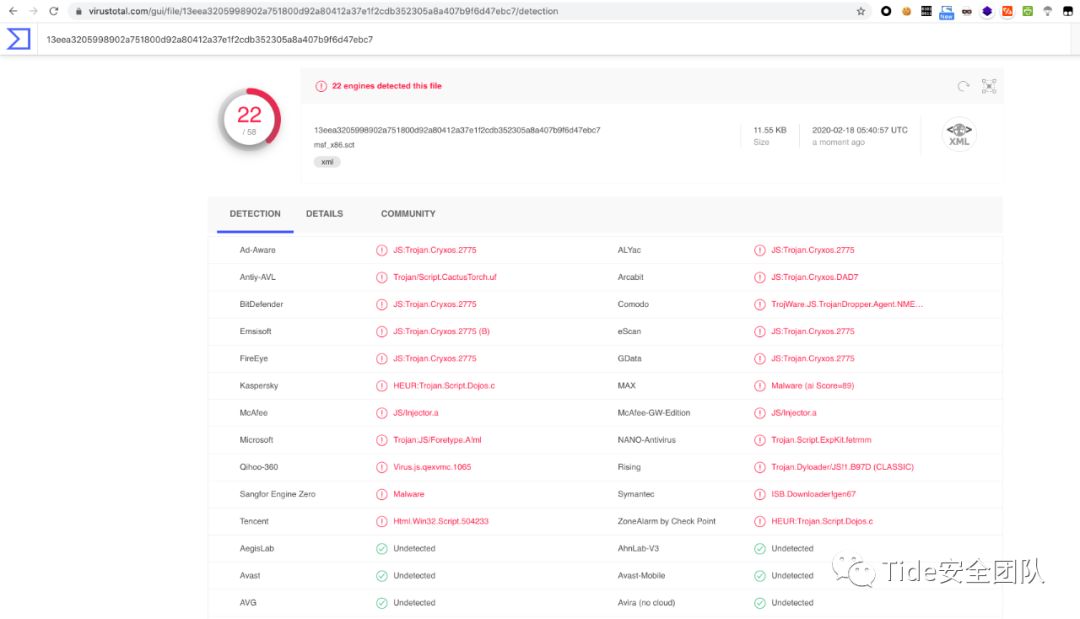 virustotal.com/gui/file/13eea3205998902a751800d92a80412a37e1f2cdb352305a8a407b9f6d47ebc7/detection
New
13eea3205998902a751800d92a80412a37e1f2cdb352305a8a407b9f6d47ebc7
22 engines detected this file
22
/ 58
13eea3205998902a751800d92a80412a37e1f2cdb352305a8a407b9f6d47ebc7
msf_x86.sct
xml
11.55 KB
Size
2020-02-18 05:40:57 UTC
a moment ago
XML
DETECTION DETAILS COMMUNITY
Ad-Aware JS:Trojan.Cryxos.2775 ALYac JS:Trojan.Cryxos.2775
Antiy-AVL Trojan/Script.CactusTorch.uf Arcabit JS:Trojan.Cryxos.DAD7
BitDefender JS:Trojan.Cryxos.2775 Comodo TrojWare.JS.TrojanDropper.Agent.NME...
Emsisoft JS:Trojan.Cryxos.2775 (B) eScan JS:Trojan.Cryxos.2775
FireEye JS:Trojan.Cryxos.2775 GData JS:Trojan.Cryxos.2775
Kaspersky HEUR:Trojan.Script.Dojos.c MAX Malware (ai Score=89)
McAfee JS/Injector.a McAfee-GW-Edition JS/Injector.a
Microsoft Trojan:JS/Foretype.A!ml NANO-Antivirus Trojan.Script.ExpKit.fetrnm
Qihoo-360 Virus.js.qexvmc.1065 Rising Trojan.Dyloader/JS!1.B97D (CLASSIC)
Sangfor Engine Zero Malware Symantec ISB.Downloader!gen67
Tencent Html.Win32.Script.504233 ZoneAlarm by Check Point HEUR:Trojan.Script.Dojos.c
AegisLab Undetected AhnLab-V3 Undetected
Avast Undetected Avast-Mobile Undetected
AVG Undetected Avira (no cloud) Undetected
Tide安全团队